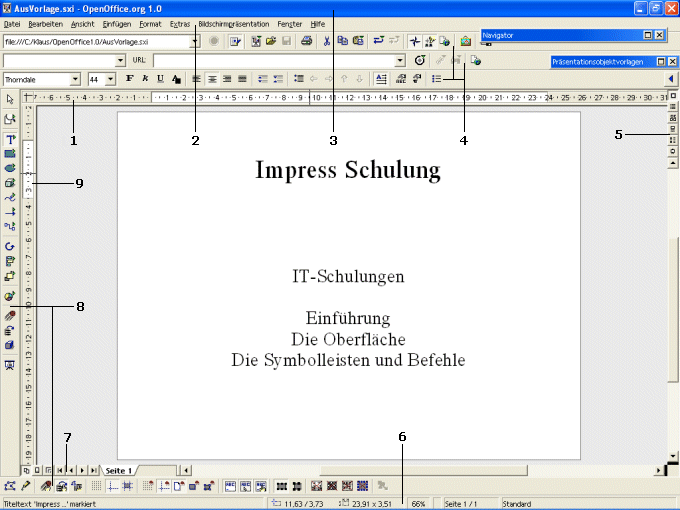 AusVorlage.sxi - OpenOffice.org 1.0
Datei Bearbeiten Ansicht Einfügen Format Extras Bildschirmpräsentation Fenster Hilfe
Navigator
file:///C:/Klaus/OpenOffice1.0/AusVorlage.sxi
URL:
Präsentationsobjektvorlagen
Thorndale 44 F k U A
1 2 3 4 5
Impress Schulung
9
IT-Schulungen
8
Einführung
Die Oberfläche
Die Symbolleisten und Befehle
7 6
Seite 1
Titeltext 'Impress ...' markiert 11,63 / 3,73 23,91 x 3,51 66% Seite 1 / 1 Standard